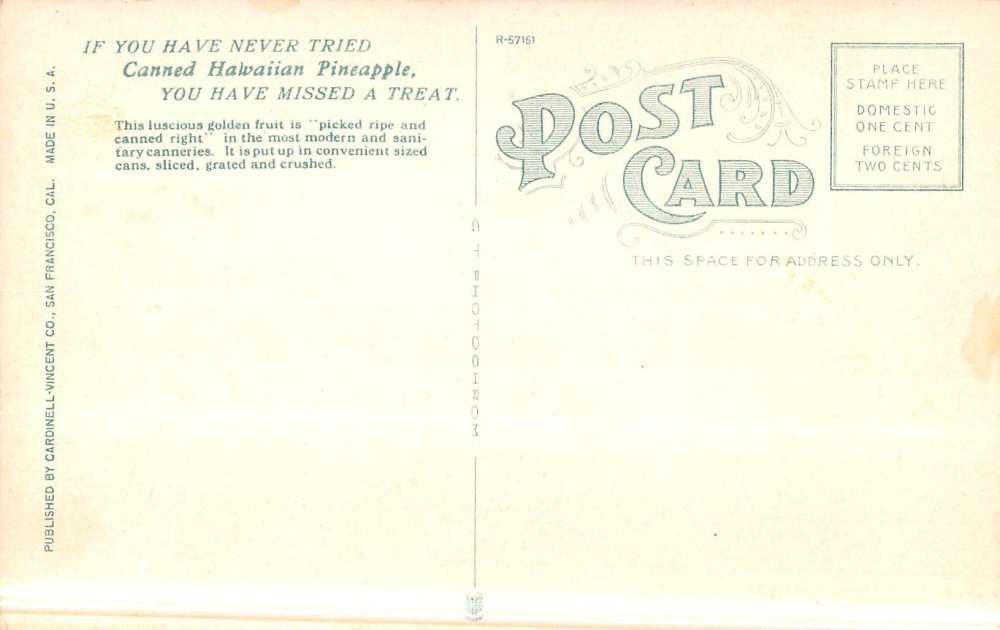 IF YOU HAVE NEVER TRIED
Canned Hawaiian Pineapple,
YOU HAVE MISSED A TREAT.
This luscious golden fruit is "picked ripe and
canned right" in the most modern and sani-
tary canneries. It is put up in convenient sized
cans, sliced, grated and crushed.
PUBLISHED BY CARDINELL-VINCENT CO., SAN FRANCISCO, CAL. MADE IN U. S. A.
R-57151
POST
CARD
PLACE
STAMP HERE
DOMESTIC
ONE CENT
FOREIGN
TWO CENTS
THIS SPACE FOR ADDRESS ONLY.